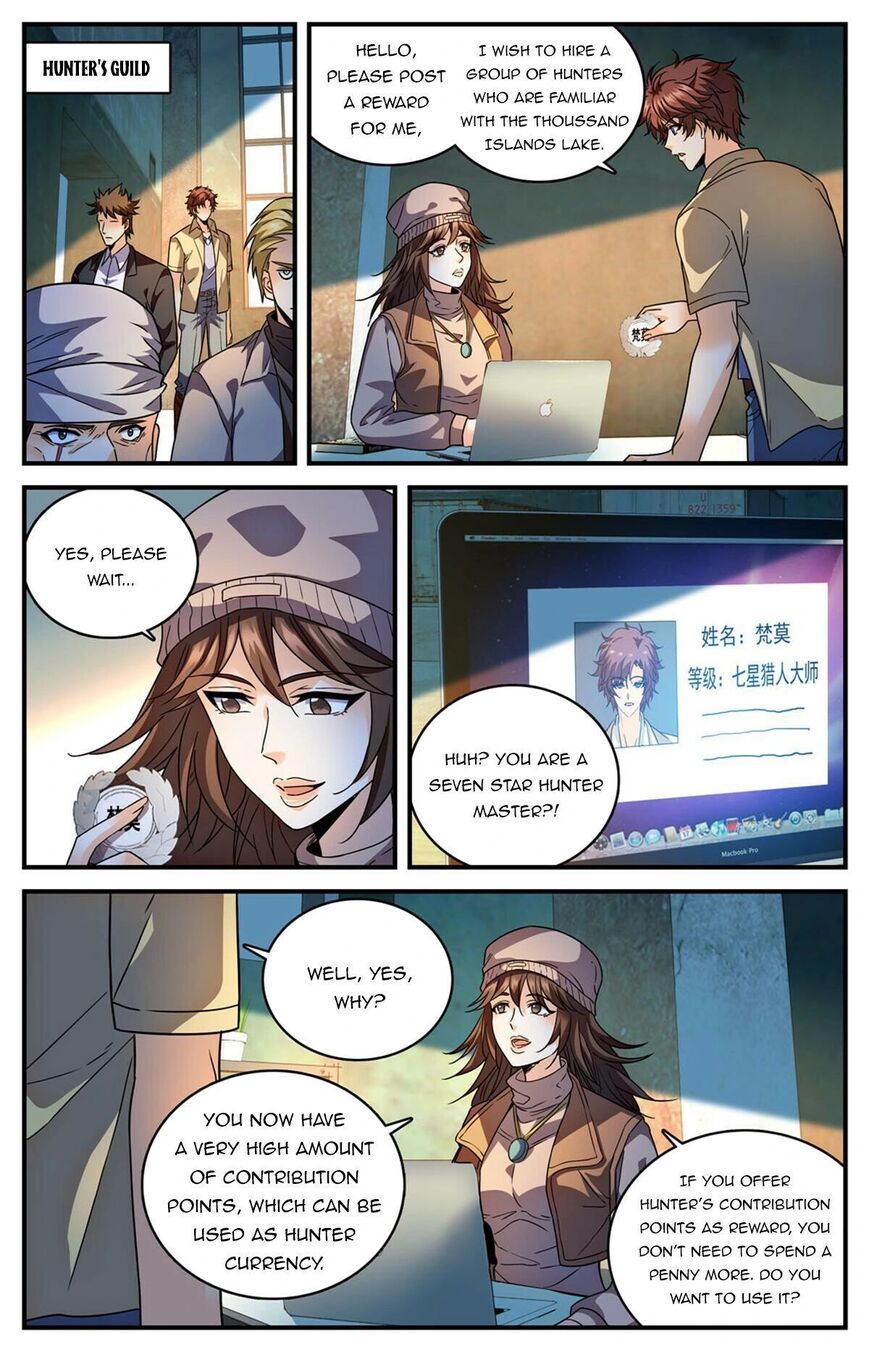 HUNTER'S GUILD
HELLO,
PLEASE POST
A REWARD
FOR ME,
I WISH TO HIRE A
GROUP OF HUNTERS
WHO ARE FAMILIAR
WITH THE THOUSSAND
ISLANDS LAKE.
梵莫
YES, PLEASE
WAIT...
梵莫
U
822 1359
姓名：梵莫
等级：七星猎人大师
HUH? YOU ARE A
SEVEN STAR HUNTER
MASTER?!
Macbook Pro
WELL, YES,
WHY?
YOU NOW HAVE
A VERY HIGH AMOUNT
OF CONTRIBUTION
POINTS, WHICH CAN BE
USED AS HUNTER
CURRENCY.
IF YOU OFFER
HUNTER'S CONTRIBUTION
POINTS AS REWARD, YOU
DON'T NEED TO SPEND A
PENNY MORE. DO YOU
WANT TO USE IT?